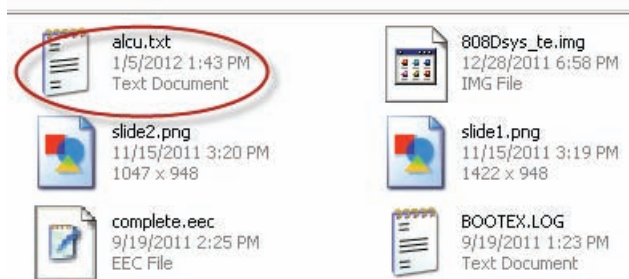 alcu.txt
1/5/2012 1:43 PM
Text Document
808Dsys_te.img
12/28/2011 6:58 PM
IMG File
slide2.png
11/15/2011 3:20 PM
1047 x 948
slide1.png
11/15/2011 3:19 PM
1422 x 948
complete.eec
9/19/2011 2:25 PM
EEC File
BOOTEX.LOG
9/19/2011 1:23 PM
Text Document